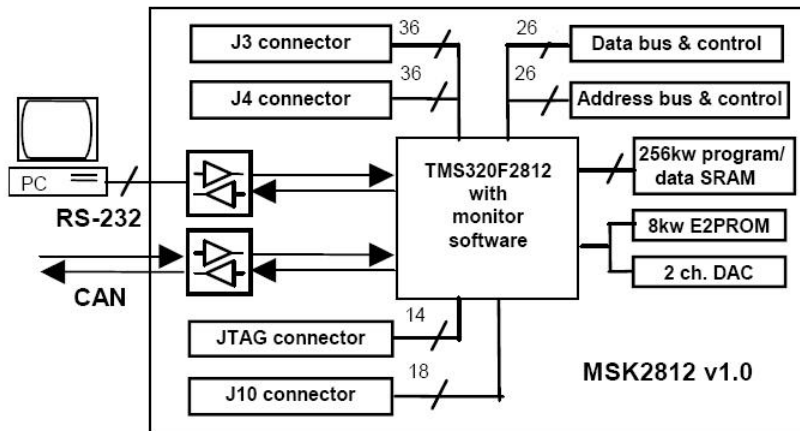 J3 connector
36
26
Data bus & control
J4 connector
36
26
Address bus & control
PC
RS-232
TMS320F2812
with
monitor
software
256kw program/
data SRAM
8kw E2PROM
2 ch. DAC
CAN
JTAG connector
14
J10 connector
18
MSK2812 v1.0